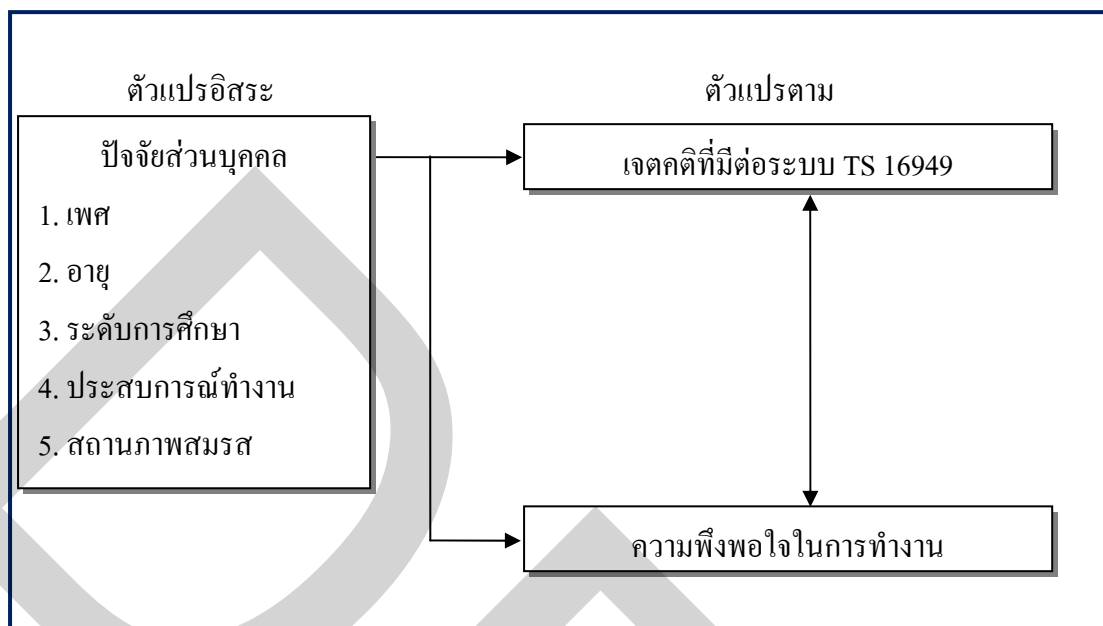 ตัวแปรอิสระ
ปัจจัยส่วนบุคคล
1. เพศ
2. อายุ
3. ระดับการศึกษา
4. ประสบการณ์ทำงาน
5. สถานภาพสมรส
ตัวแปรตาม
เจตคติที่มีต่อระบบ TS 16949
ความพึงพอใจในการทำงาน